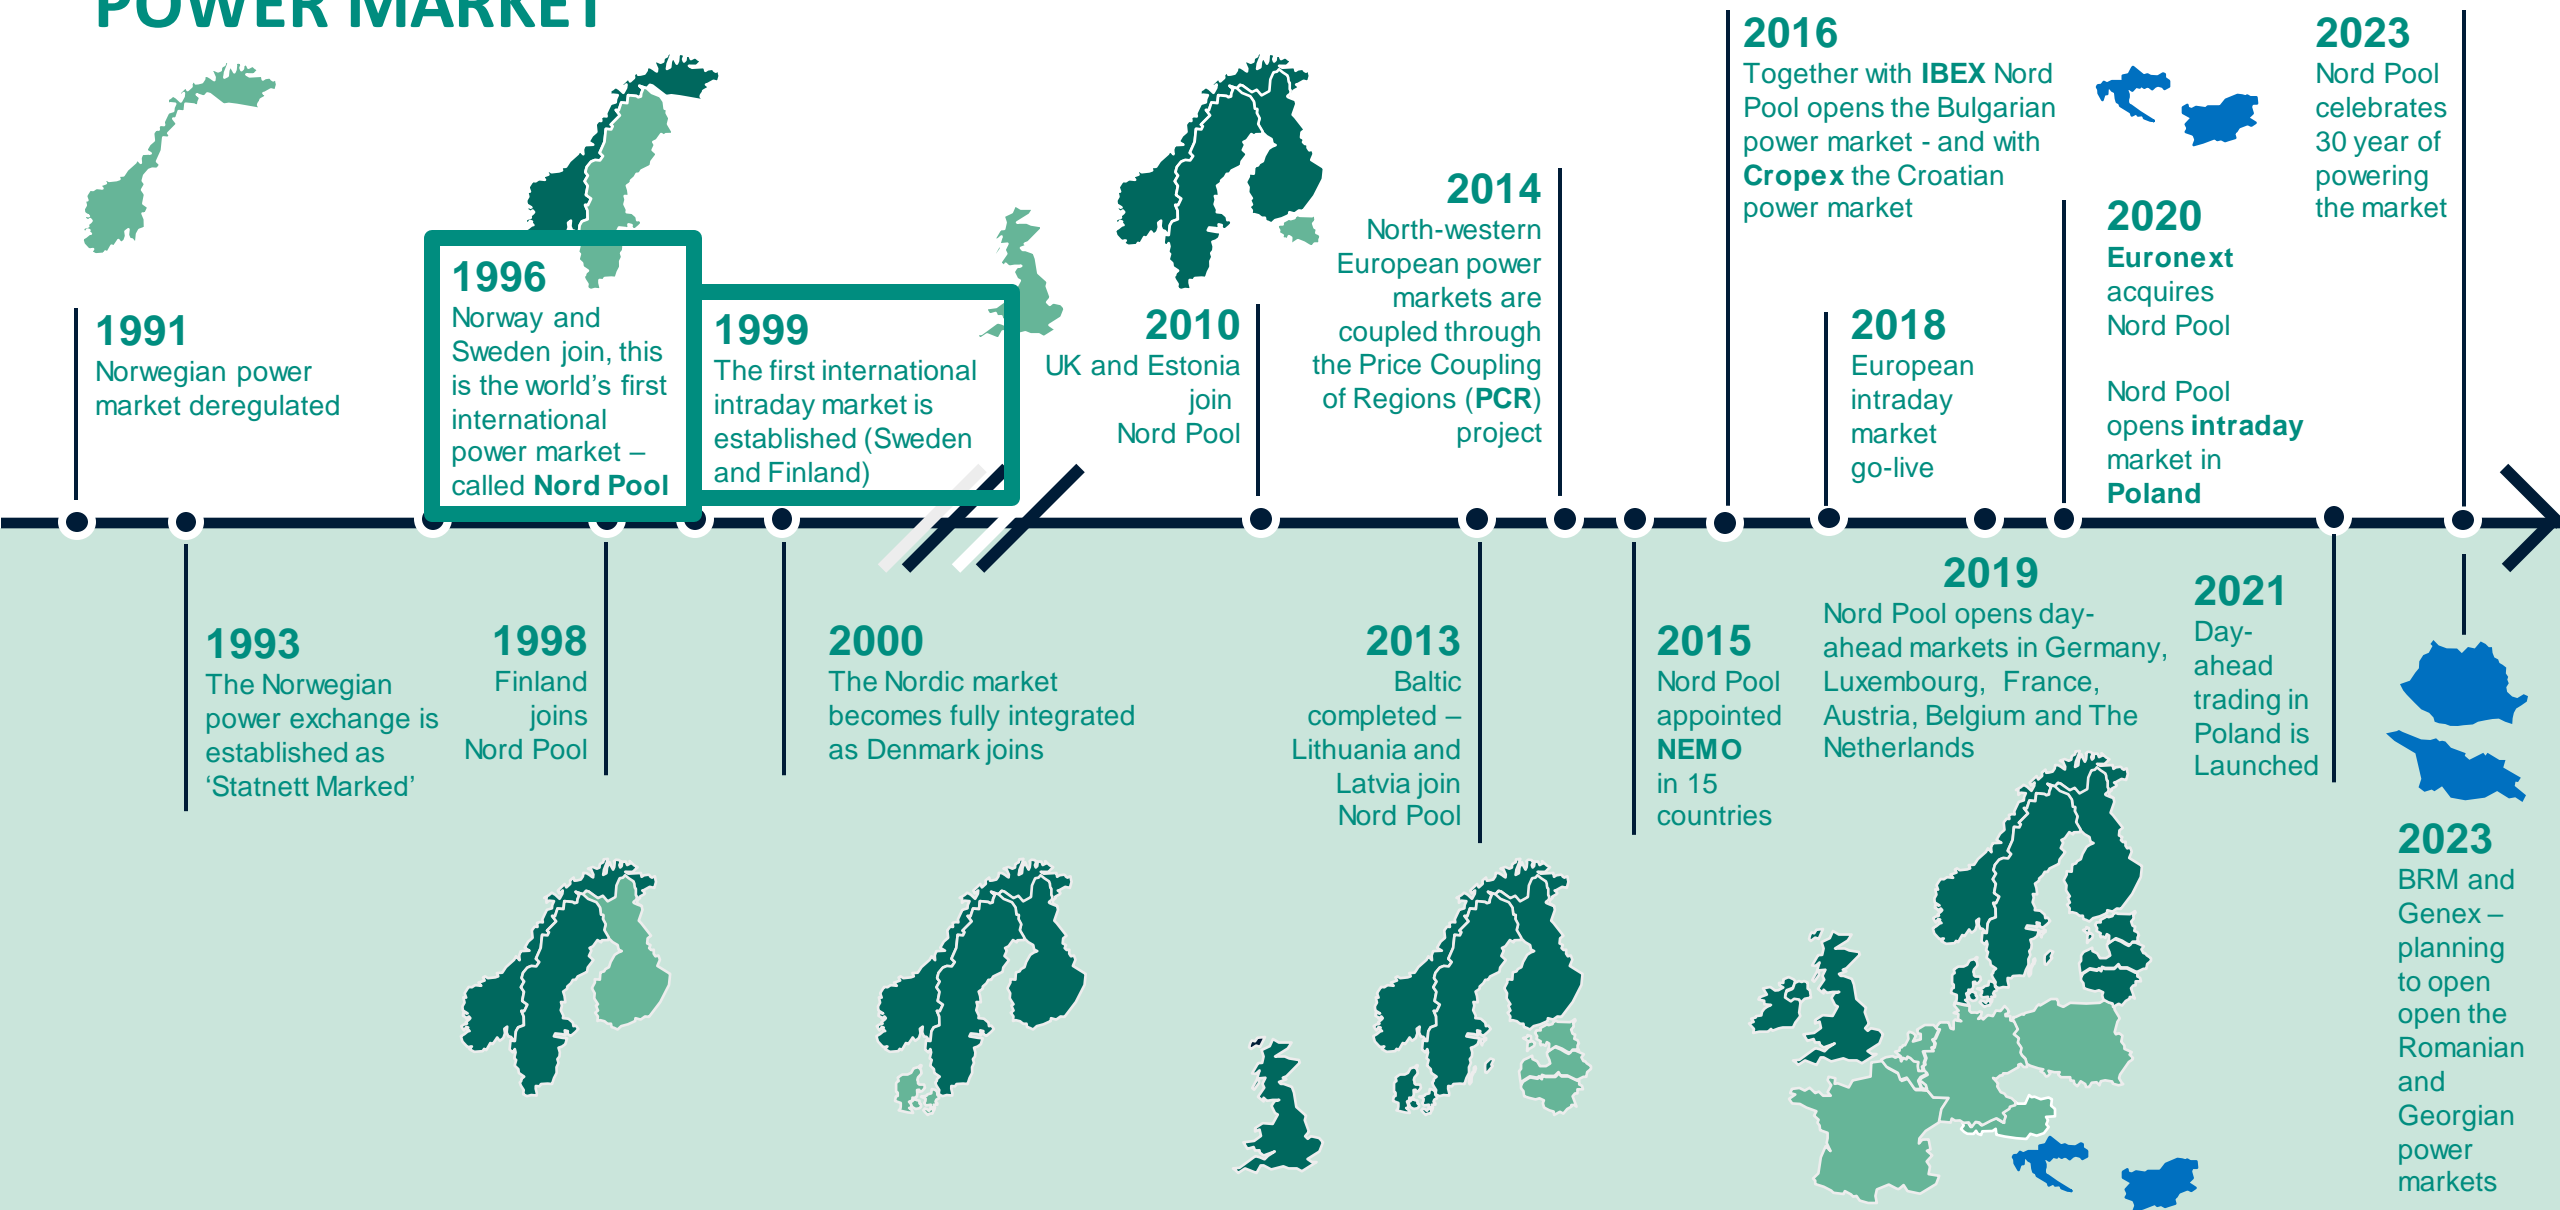 POWER MARKET
1991
Norwegian power
market deregulated
1993
The Norwegian
power exchange is
established as
‘Statnett Marked’
1996
Norway and
Sweden join, this
is the world’s first
international
power market –
called Nord Pool
1998
Finland
joins
Nord Pool
1999
The first international
intraday market is
established (Sweden
and Finland)
2000
The Nordic market
becomes fully integrated
as Denmark joins
2010
UK and Estonia
join
Nord Pool
2013
Baltic
completed –
Lithuania and
Latvia join
Nord Pool
2014
North-western
European power
markets are
coupled through
the Price Coupling
of Regions (PCR)
project
2015
Nord Pool
appointed
NEMO
in 15
countries
2016
Together with IBEX Nord
Pool opens the Bulgarian
power market - and with
Cropex the Croatian
power market
2018
European
intraday
market
go-live
2019
Nord Pool opens day-
ahead markets in Germany,
Luxembourg, France,
Austria, Belgium and The
Netherlands
2020
Euronext
acquires
Nord Pool
Nord Pool
opens intraday
market in
Poland
2021
Day-
ahead
trading in
Poland is
Launched
2023
Nord Pool
celebrates
30 year of
powering
the market
2023
BRM and
Genex –
planning
to open
open the
Romanian
and
Georgian
power
markets